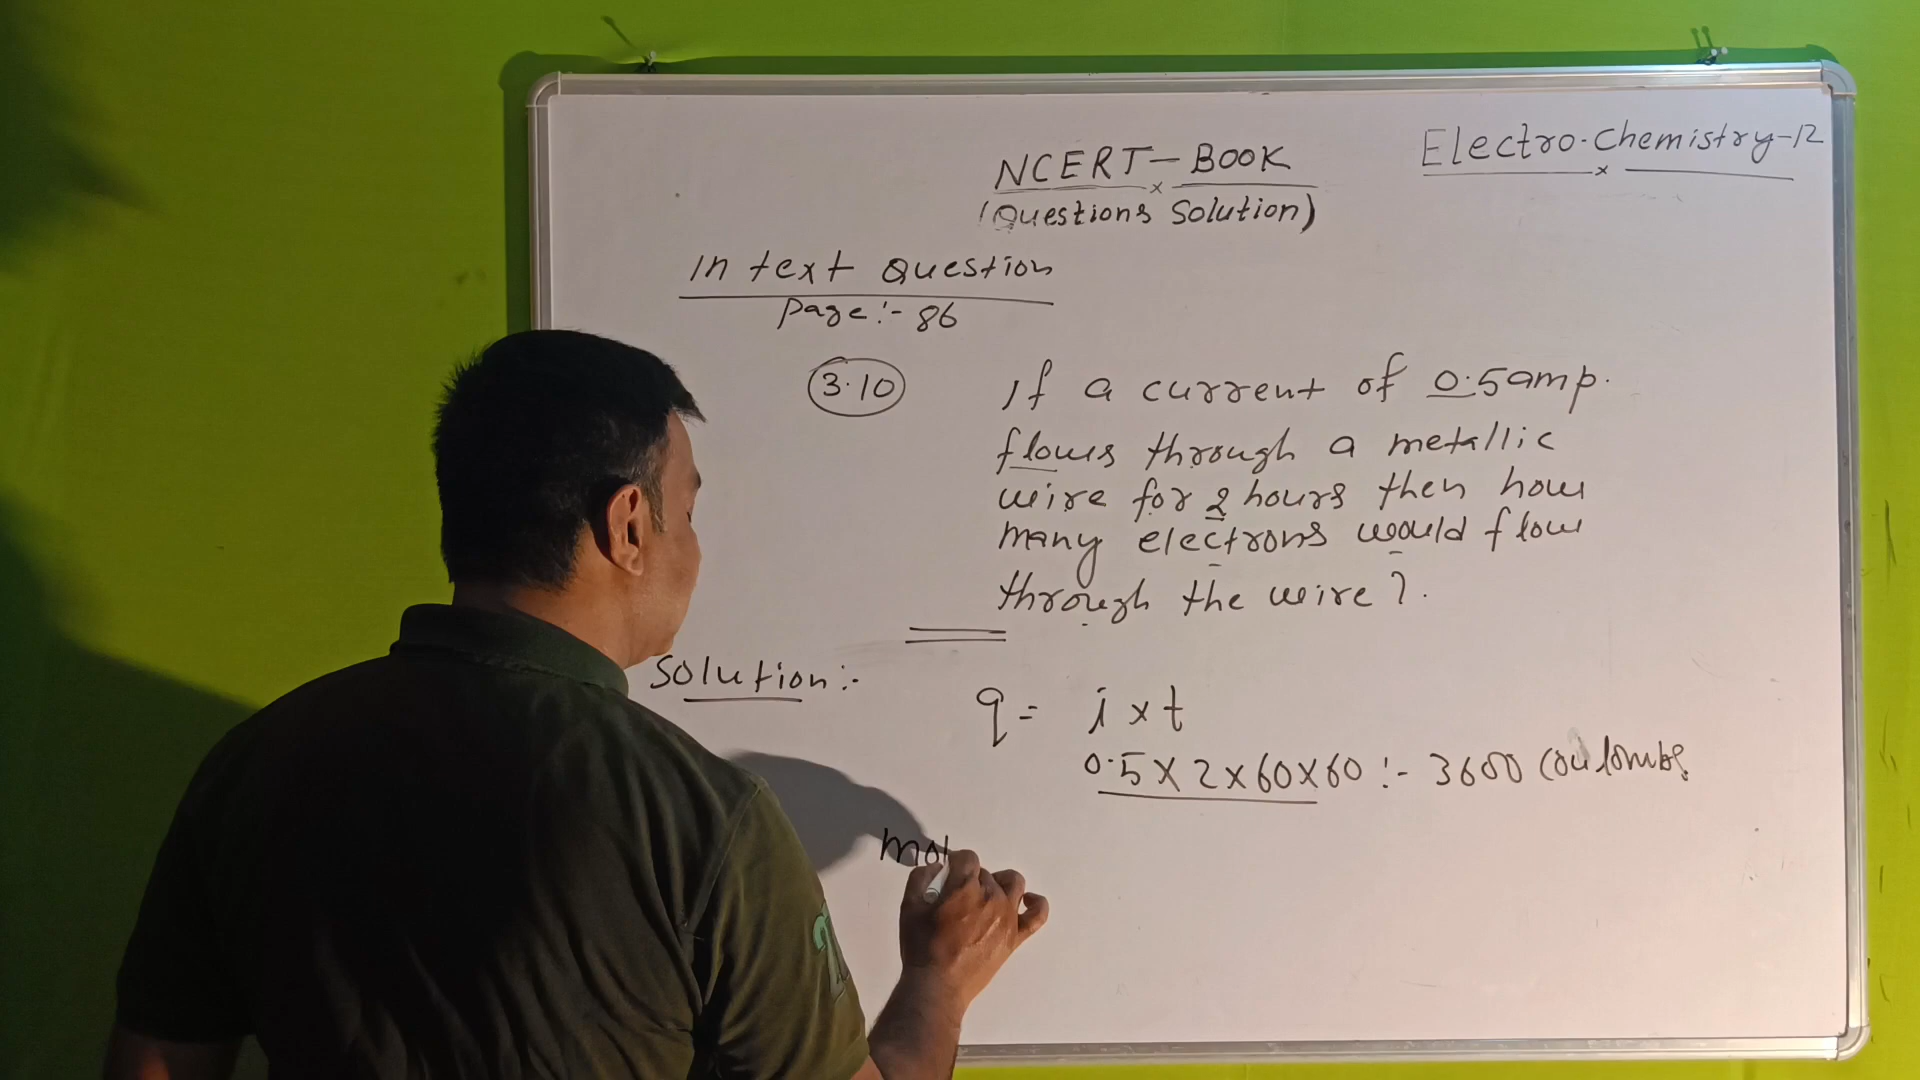 Electro.Chemistry-12
NCERT-BOOK
x
x
(Questions Solution)
In text Question
Page:- 86
3.10
If a current of 0.5amp.
flows through a metallic
wire for 2 hours then how
many electrons would flow
through the wire?.
Solution:-
q = i x t
0.5 x 2 x 60 x 60 :- 3600 Coulombs.
mol